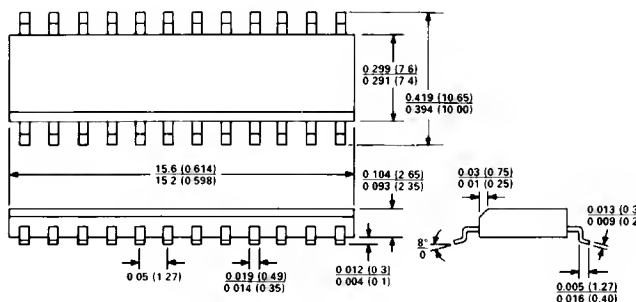 0.299 (7 6)
0.291 (7 4)
0.419 (10 65)
0.394 (10 00)
15.6 (0.614)
15 2 (0.598)
0.104 (2 65)
0.093 (2 35)
0.03 (0 75)
0 01 (0 25)
0.013 (0 3
0 009 (0 2
8°
0
0 05 (1 27)
0.019 (0 49)
0 014 (0 35)
0.012 (0 3)
0 004 (0 1)
0.005 (1.27)
0 016 (0 40)